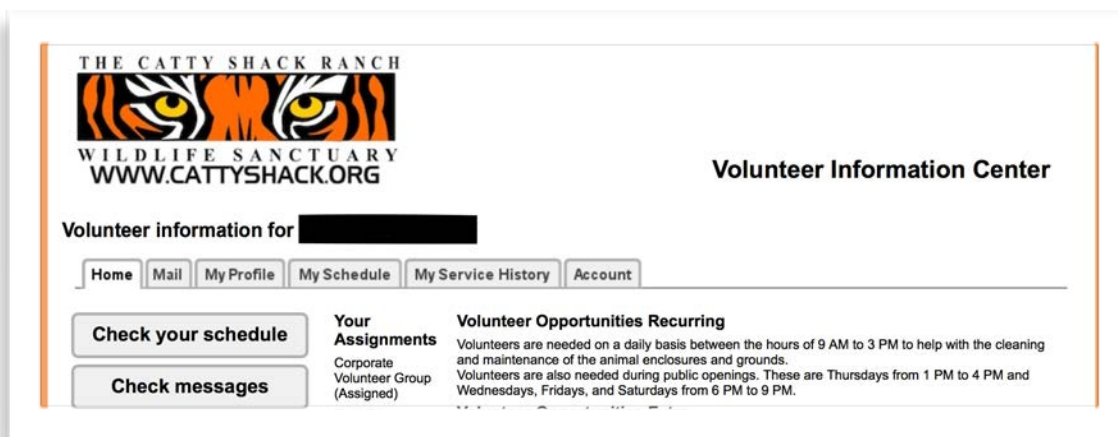 THE CATTY SHACK RANCH
WILDLIFE SANCTUARY
WWW.CATTYSHACK.ORG
Volunteer Information Center
Volunteer information for
Home
Mail
My Profile
My Schedule
My Service History
Account
Check your schedule
Check messages
Your
Assignments
Corporate
Volunteer Group
(Assigned)
Volunteer Opportunities Recurring
Volunteers are needed on a daily basis between the hours of 9 AM to 3 PM to help with the cleaning
and maintenance of the animal enclosures and grounds.
Volunteers are also needed during public openings. These are Thursdays from 1 PM to 4 PM and
Wednesdays, Fridays, and Saturdays from 6 PM to 9 PM.